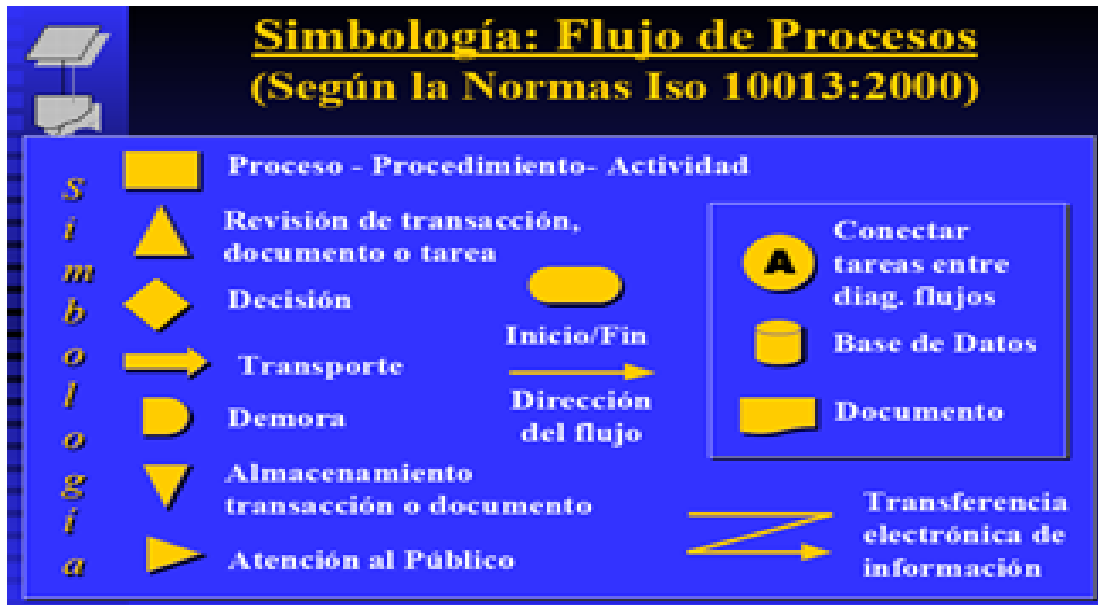 Simbología: Flujo de Procesos
(Según la Normas Iso 10013:2000)
Simbología
Proceso - Procedimiento- Actividad
Revisión de transacción,
documento o tarea
Decisión
Transporte
Demora
Almacenamiento
transacción o documento
Atención al Público
Inicio/Fin
Dirección
del flujo
A
Conectar
tareas entre
diag. flujos
Base de Datos
Documento
Transferencia
electrónica de
información